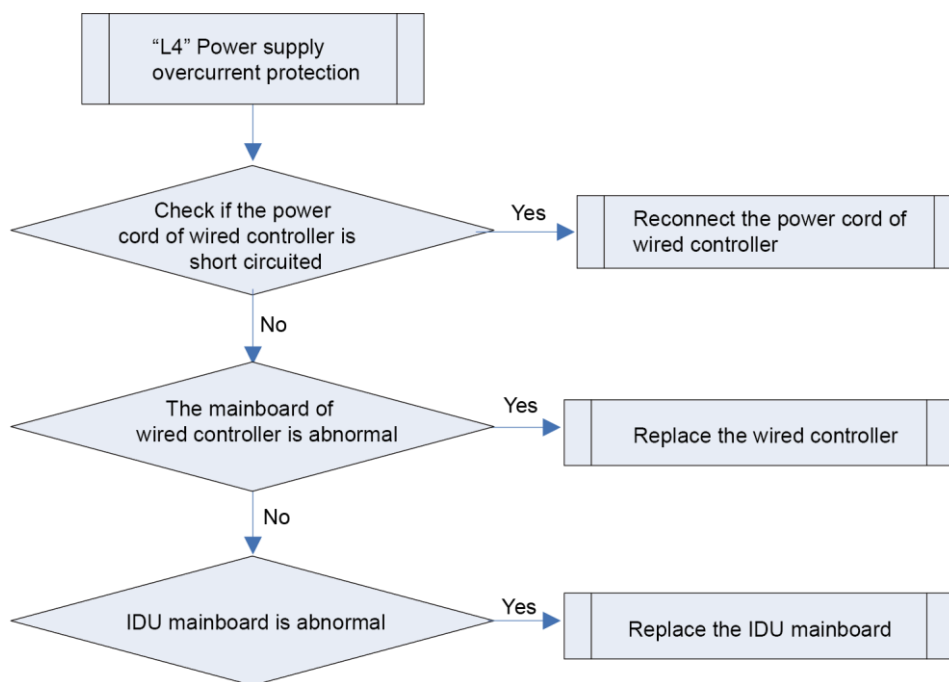 “L4” Power supply
overcurrent protection
Check if the power
cord of wired controller is
short circuited
Yes
Reconnect the power cord of
wired controller
No
The mainboard of
wired controller is abnormal
Yes
Replace the wired controller
No
IDU mainboard is abnormal
Yes
Replace the IDU mainboard